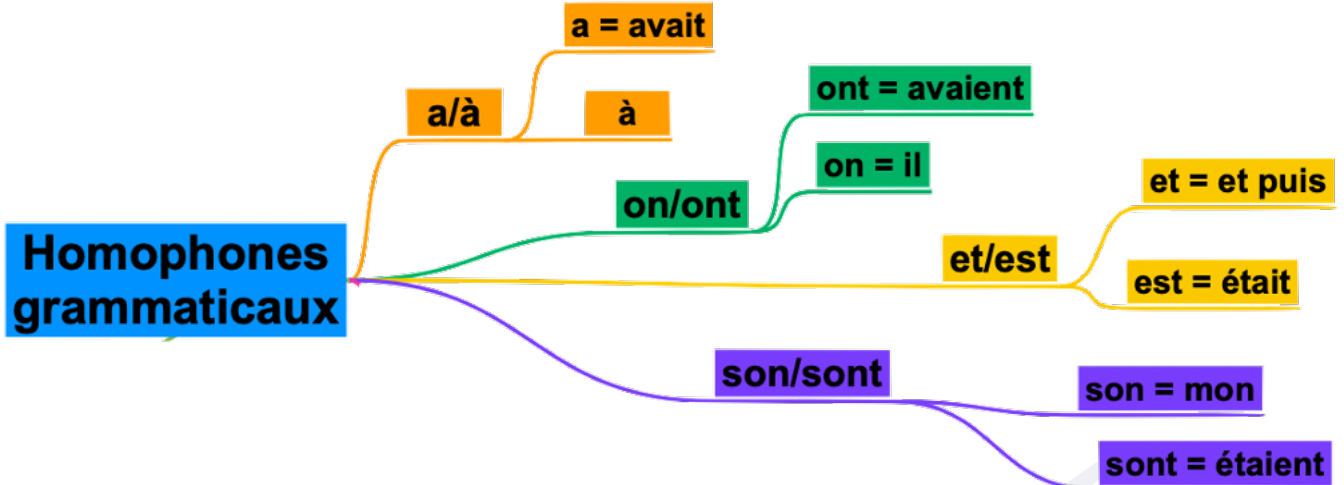 Homophones
grammaticaux
a/à
a = avait
à
on/ont
ont = avaient
on = il
et/est
et = et puis
est = était
son/sont
son = mon
sont = étaient